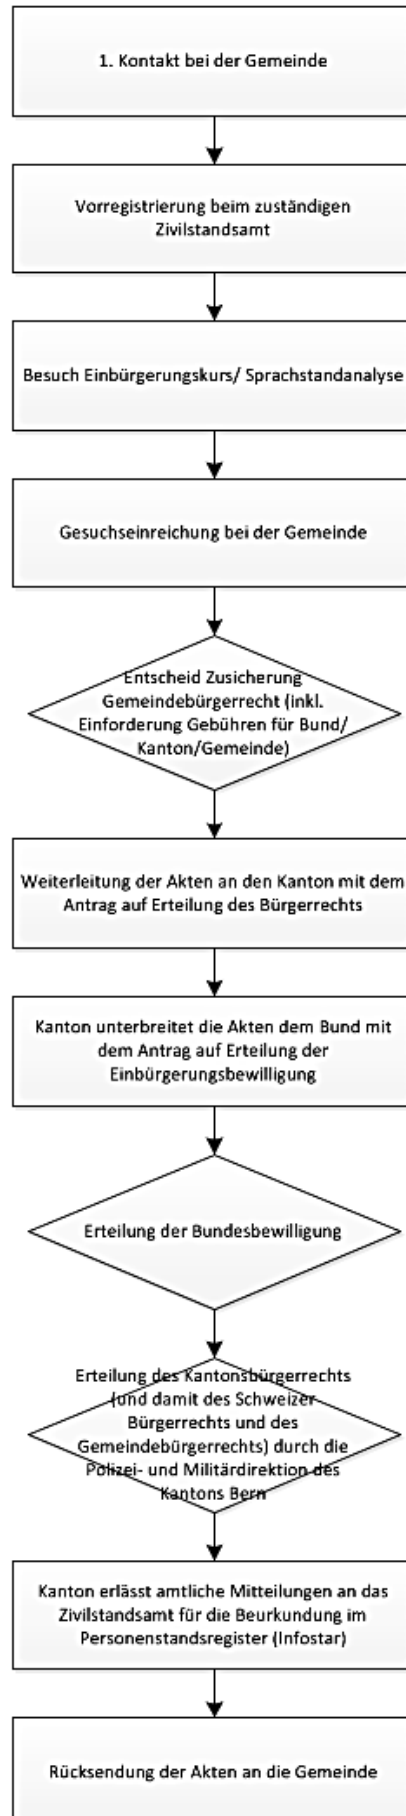 1. Kontakt bei der Gemeinde
Vorregistrierung beim zuständigen
Zivilstandsamt
Besuch Einbürgerungskurs/ Sprachstandanalyse
Gesuchseinreichung bei der Gemeinde
Entscheid Zusicherung
Gemeindebürgerrecht (inkl.
Einforderung Gebühren für Bund/
Kanton/Gemeinde)
Weiterleitung der Akten an den Kanton mit dem
Antrag auf Erteilung des Bürgerrechts
Kanton unterbreitet die Akten dem Bund mit
dem Antrag auf Erteilung der
Einbürgerungsbewilligung
Erteilung der Bundesbewilligung
Erteilung des Kantonsbürgerrechts
(und damit des Schweizer
Bürgerrechts und des
Gemeindebürgerrechts) durch die
Polizei- und Militärdirektion des
Kantons Bern
Kanton erlässt amtliche Mitteilungen an das
Zivilstandsamt für die Beurkundung im
Personenstandsregister (Infostar)
Rücksendung der Akten an die Gemeinde